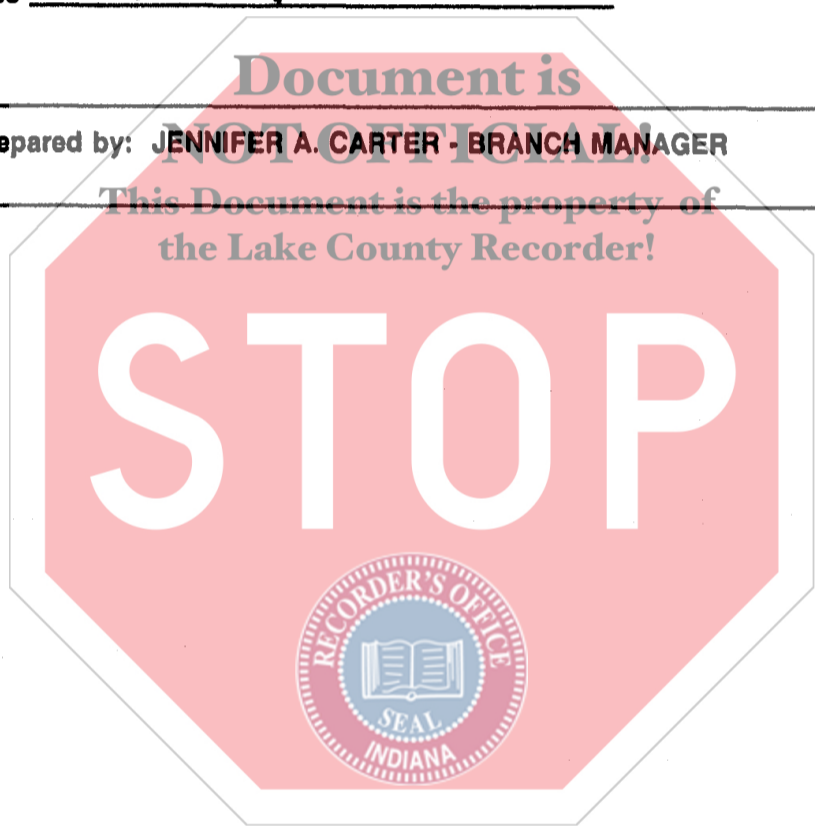 Document is
NOT OFFICIAL!
epared by: JENNIFER A. CARTER - BRANCH MANAGER
This Document is the property of
the Lake County Recorder!
STOP
RECORDER'S OFFICE
SEAL
INDIANA